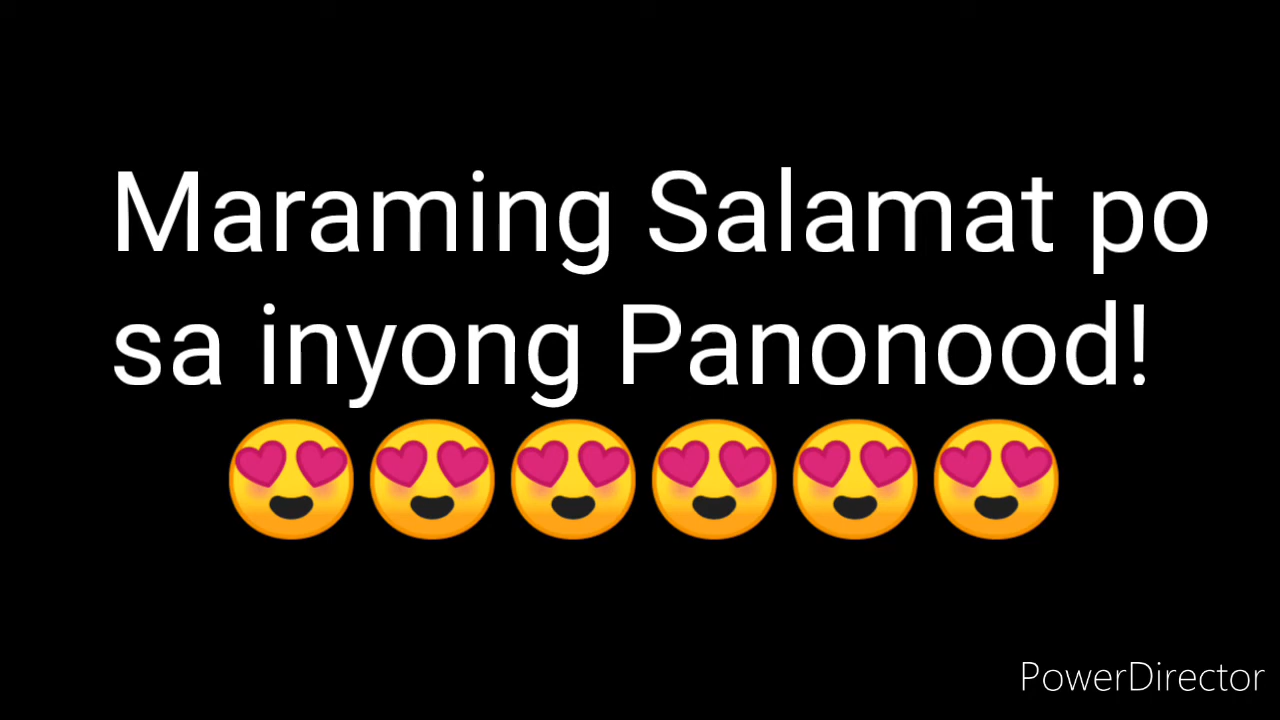 Maraming Salamat po
sa inyong Panonood!
😍😍😍😍😍😍
PowerDirector